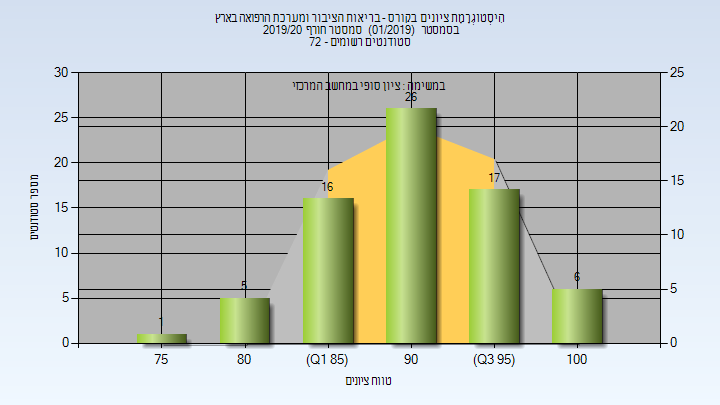 הִיסְטוֹגְרָמַת ציונים בקורס - בריאות הציבור ומערכת הרפואה בארץ
בסמסטר (01/2019) סמסטר חורף 2019/20
סטודנטים רשומים - 72
במשימה : ציון סופי במחשב המרכזי
מספר סטודנטים
30
25
20
15
10
5
0
25
20
15
10
5
0
1
5
16
26
17
6
75
80
(Q1 85)
90
(Q3 95)
100
טווח ציונים